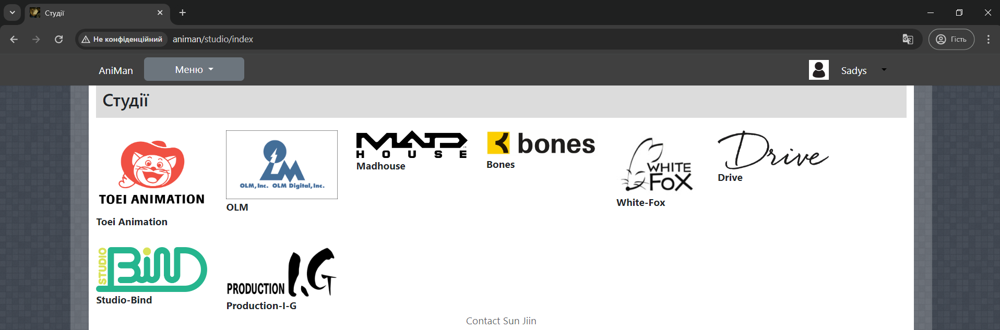 Студії
Не конфіденційний
animan/studio/index
Гість
AniMan
Меню
Sadys
Студії
TOEI ANIMATION
Toei Animation
OLM
OLM, Inc. OLM Digital, Inc.
OLM
MAD
HOUSE
Madhouse
bones
Bones
WHITE
FOX
White-Fox
Drive
Drive
STUDIO
BIND
Studio-Bind
PRODUCTION I.G
Production-I-G
Contact Sun Jiin